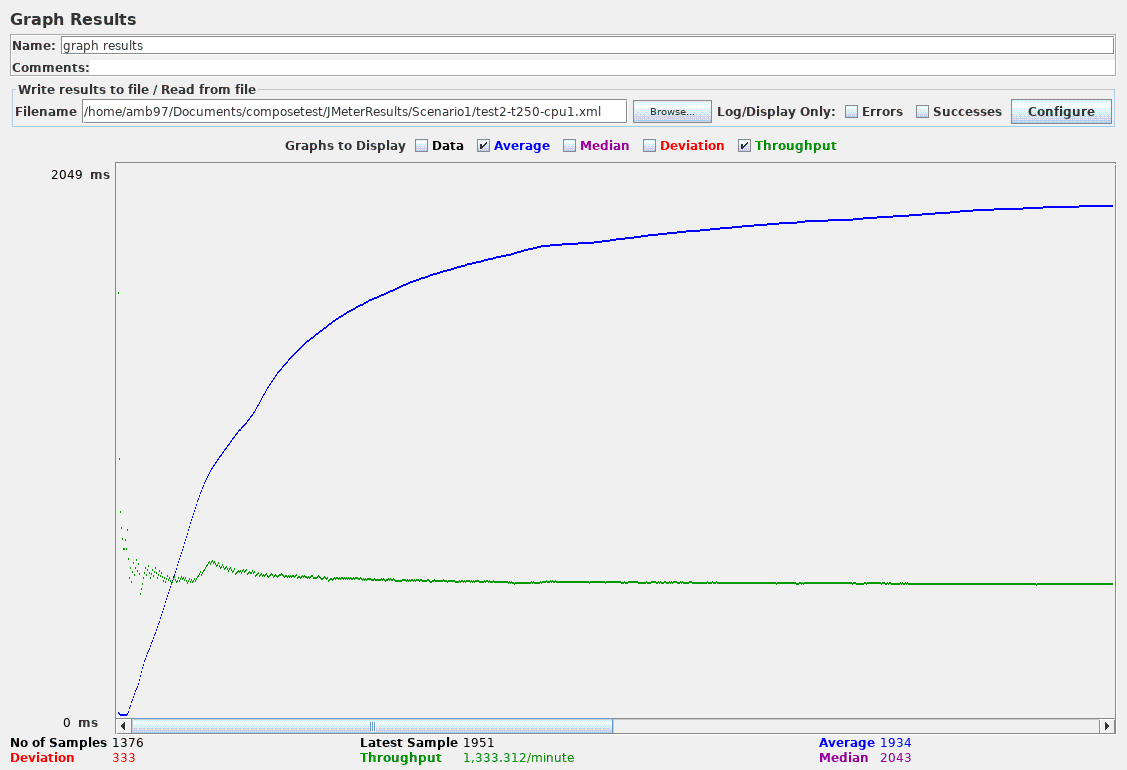 Graph Results
Name: graph results
Comments:
Write results to file / Read from file
Filename /home/amb97/Documents/composetest/JMeterResults/Scenario1/test2-t250-cpu1.xml Browse... Log/Display Only: Errors Successes Configure
Graphs to Display Data Average Median Deviation Throughput
2049 ms
0 ms
No of Samples 1376 Latest Sample 1951 Average 1934
Deviation 333 Throughput 1,333.312/minute Median 2043